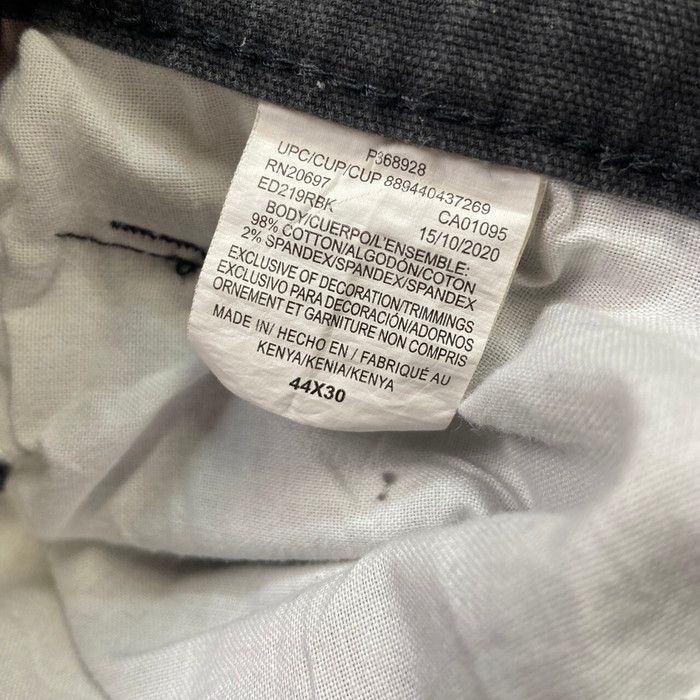 P368928
UPC/CUP/CUP 889440437269
RN20697 CA01095
ED219RBK 15/10/2020
BODY/CUERPO/L'ENSEMBLE:
98% COTTON/ALGODÓN/COTON
2% SPANDEX/SPANDEX/SPANDEX
EXCLUSIVE OF DECORATION/TRIMMINGS
EXCLUSIVO PARA DECORACIÓN/ADORNOS
ORNEMENT ET GARNITURE NON COMPRIS
MADE IN/ HECHO EN / FABRIQUÉ AU
KENYA/KENIA/KENYA
44X30